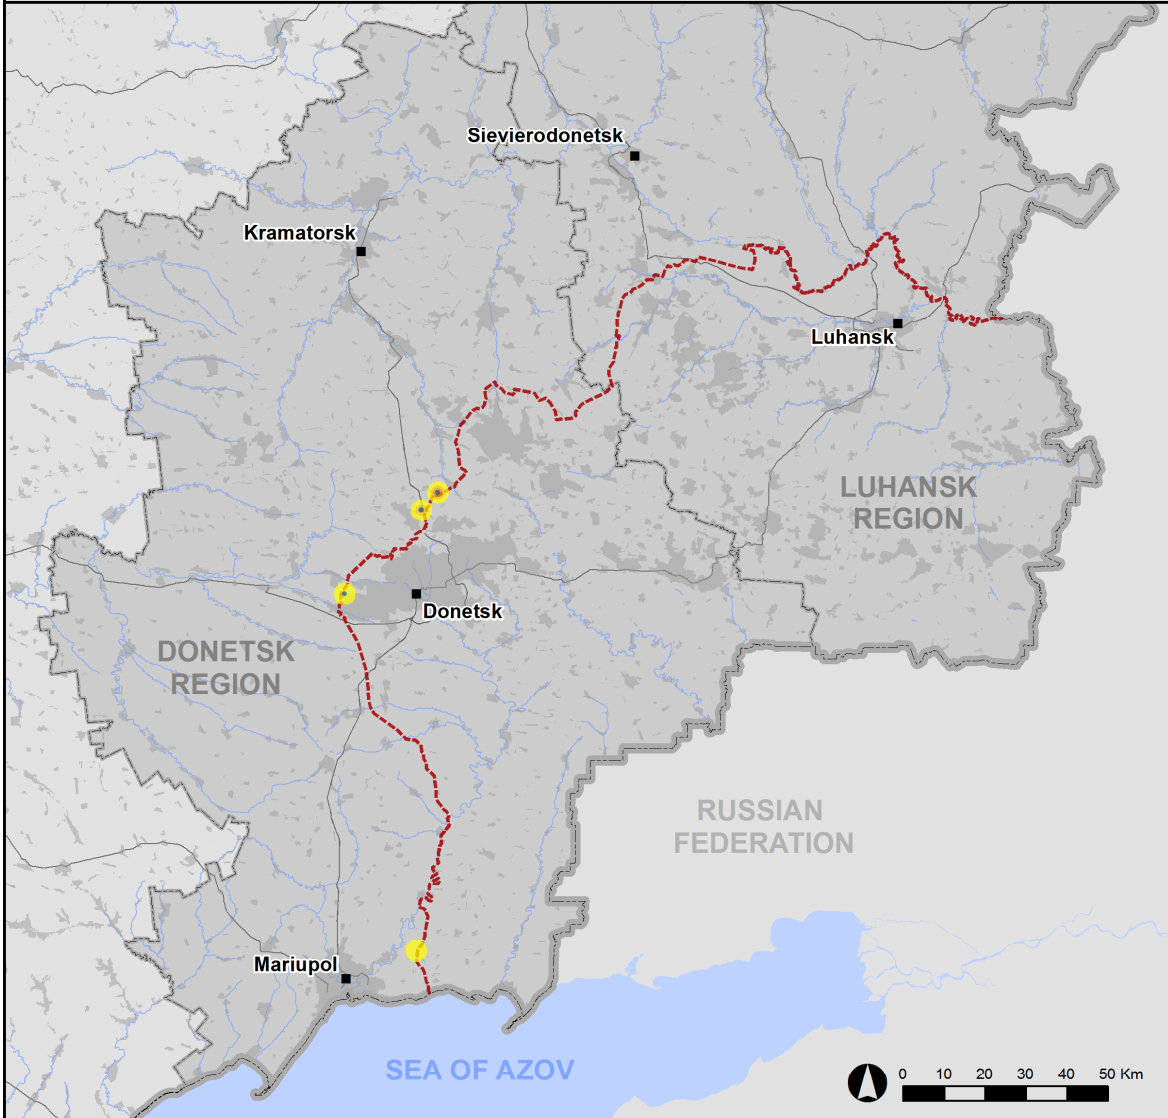 Sievierodonetsk
Kramatorsk
Luhansk
LUHANSK
REGION
Donetsk
DONETSK
REGION
RUSSIAN
FEDERATION
Mariupol
SEA OF AZOV
0 10 20 30 40 50 Km